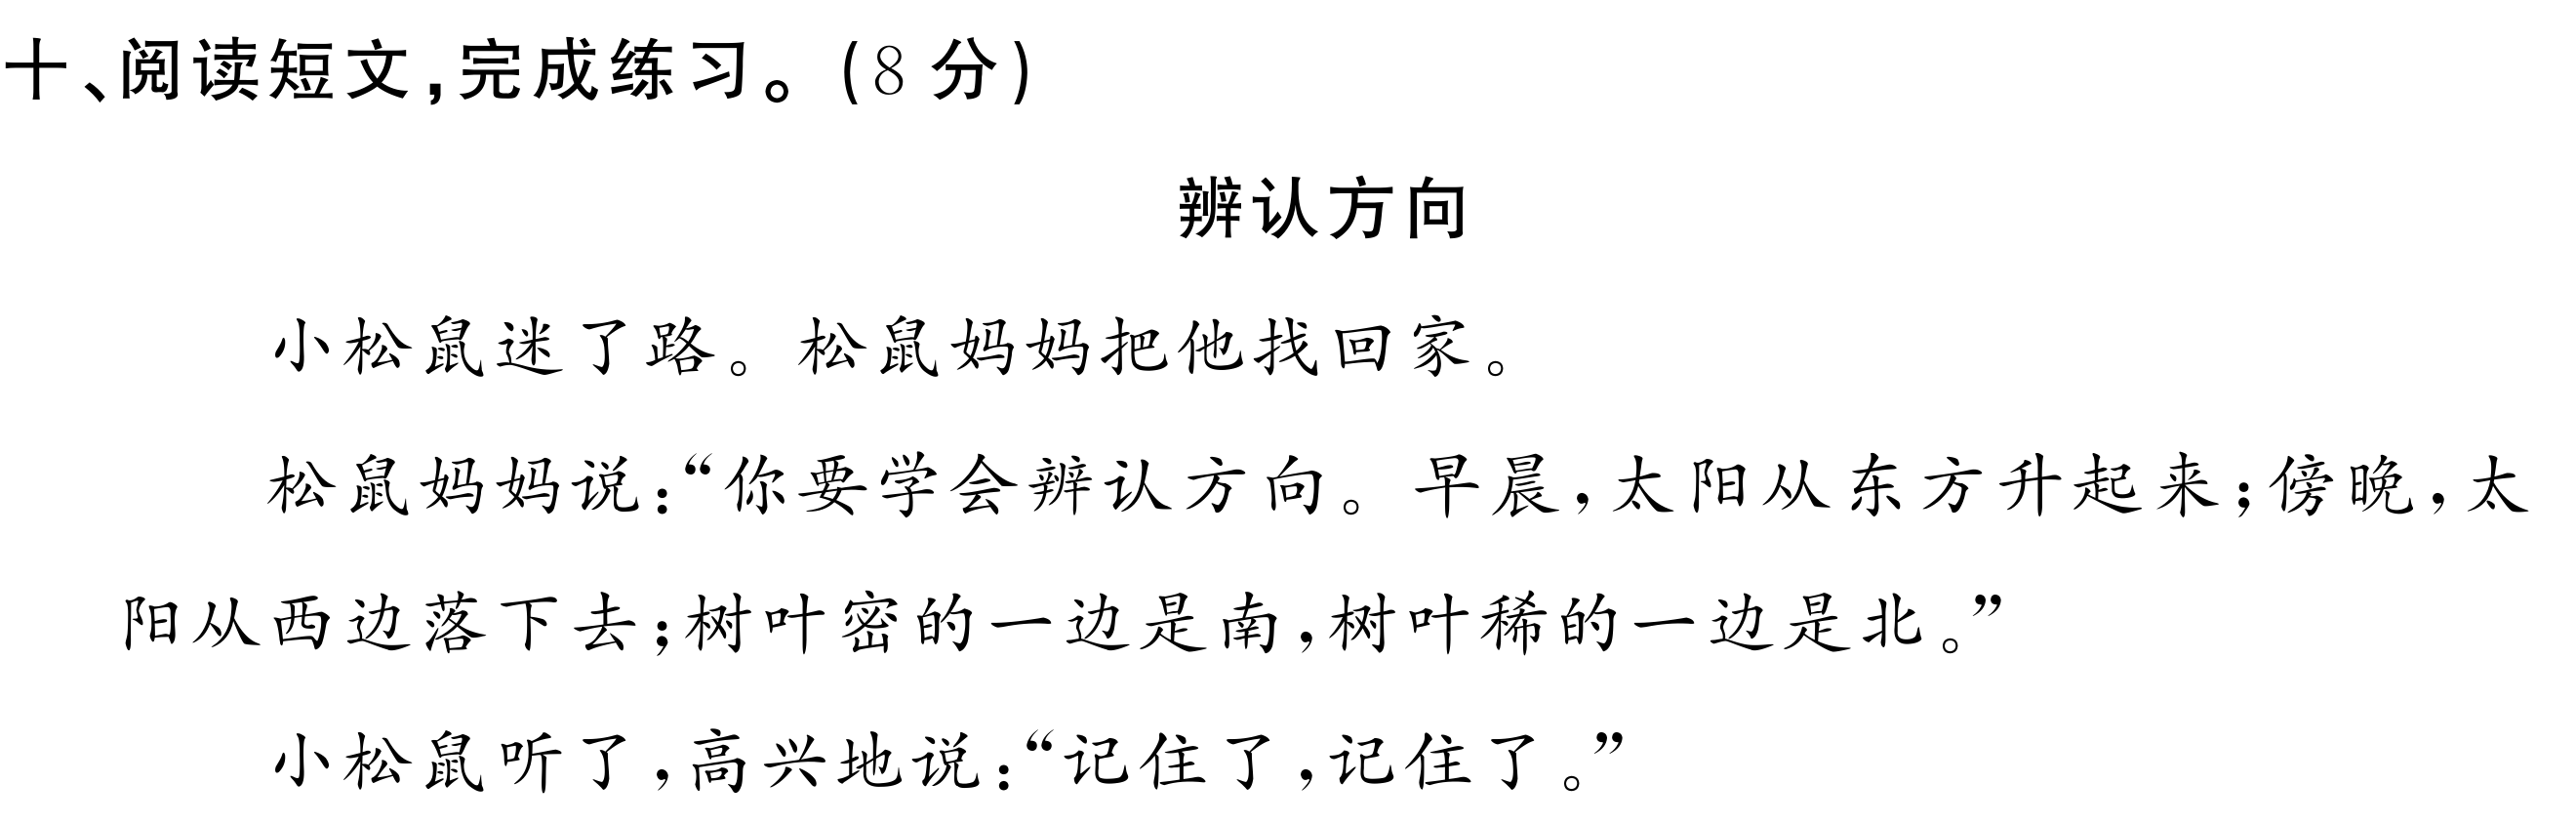 十、阅读短文,完成练习。(8 分)
辨认方向
小松鼠迷了路。松鼠妈妈把他找回家。
松鼠妈妈说:“你要学会辨认方向。早晨,太阳从东方升起来;傍晚,太
阳从西边落下去;树叶密的一边是南,树叶稀的一边是北。”
小松鼠听了,高兴地说:“记住了,记住了。”